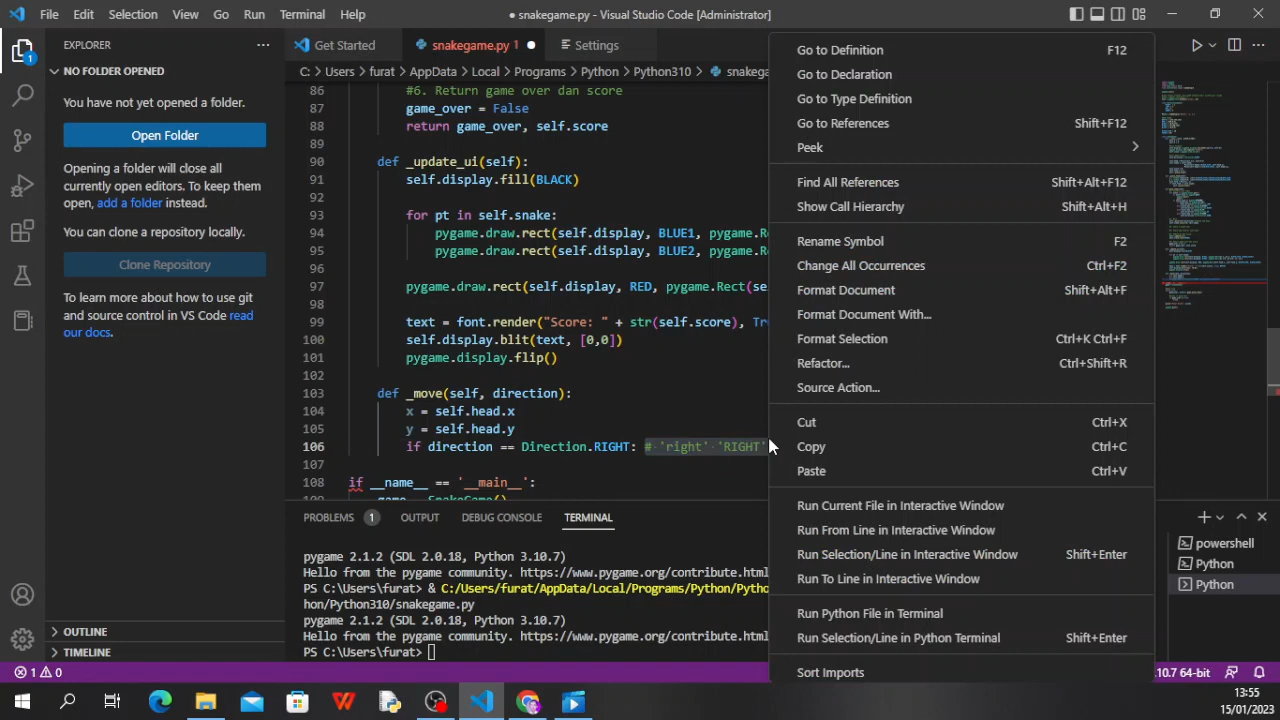 File Edit Selection View Go Run Terminal Help
● snakegame.py - Visual Studio Code [Administrator]
EXPLORER
Get Started
snakegame.py 1
Settings
NO FOLDER OPENED
C: > Users > furat > AppData > Local > Programs > Python > Python310 >
You have not yet opened a folder.
Open Folder
Opening a folder will close all
currently open editors. To keep them
open, add a folder instead.
You can clone a repository locally.
Clone Repository
To learn more about how to use git
and source control in VS Code read
our docs.
OUTLINE
TIMELINE
86 #6. Return game over dan score
87 game_over = False
88 return game_over, self.score
89
90 def _update_ui(self):
91 self.display.fill(BLACK)
92
93 for pt in self.snake:
94 pygame.draw.rect(self.display, BLUE1, pygame.
95 pygame.draw.rect(self.display, BLUE2, pygame.
96
97 pygame.draw.rect(self.display, RED, pygame.Rect(
98
99 text = font.render("Score: " + str(self.score),
100 self.display.blit(text, [0,0])
101 pygame.display.flip()
102
103 def _move(self, direction):
104 x = self.head.x
105 y = self.head.y
106 if direction == Direction.RIGHT: # 'right' 'RIGHT'
107
108 if __name__ == '__main__':
109 game = SnakeGame()
Go to Definition F12
Go to Declaration
Go to Type Definition
Go to References Shift+F12
Peek
Find All References Shift+Alt+F12
Show Call Hierarchy Shift+Alt+H
Rename Symbol F2
Change All Occurrences Ctrl+F2
Format Document Shift+Alt+F
Format Document With...
Format Selection Ctrl+K Ctrl+F
Refactor... Ctrl+Shift+R
Source Action...
Cut Ctrl+X
Copy Ctrl+C
Paste Ctrl+V
Run Current File in Interactive Window
Run From Line in Interactive Window
Run Selection/Line in Interactive Window Shift+Enter
Run To Line in Interactive Window
Run Python File in Terminal
Run Selection/Line in Python Terminal Shift+Enter
Sort Imports
PROBLEMS 1 OUTPUT DEBUG CONSOLE TERMINAL
pygame 2.1.2 (SDL 2.0.18, Python 3.10.7)
Hello from the pygame community. https://www.pygame.org/contribute.html
PS C:\Users\furat> & C:/Users/furat/AppData/Local/Programs/Python/Pyth
hon/Python310/snakegame.py
pygame 2.1.2 (SDL 2.0.18, Python 3.10.7)
Hello from the pygame community. https://www.pygame.org/contribute.html
PS C:\Users\furat>
powershell
Python
Python
1 0
10.7 64-bit
13:55
15/01/2023